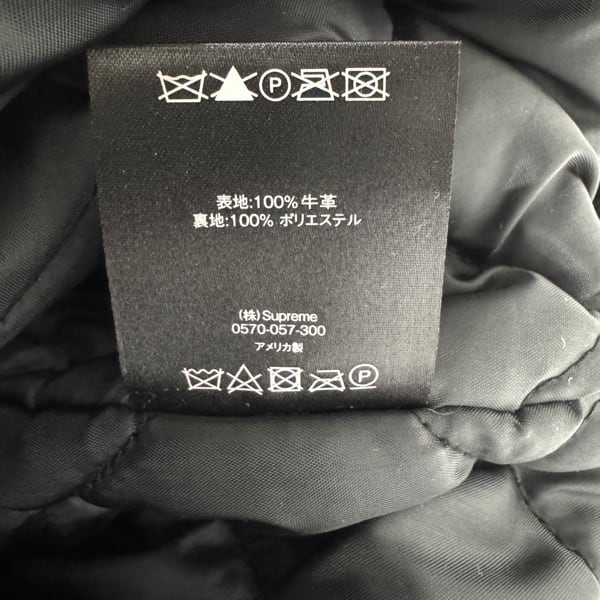 P
表地:100% 牛革
裏地:100% ポリエステル
(株)Supreme
0570-057-300
アメリカ製
P